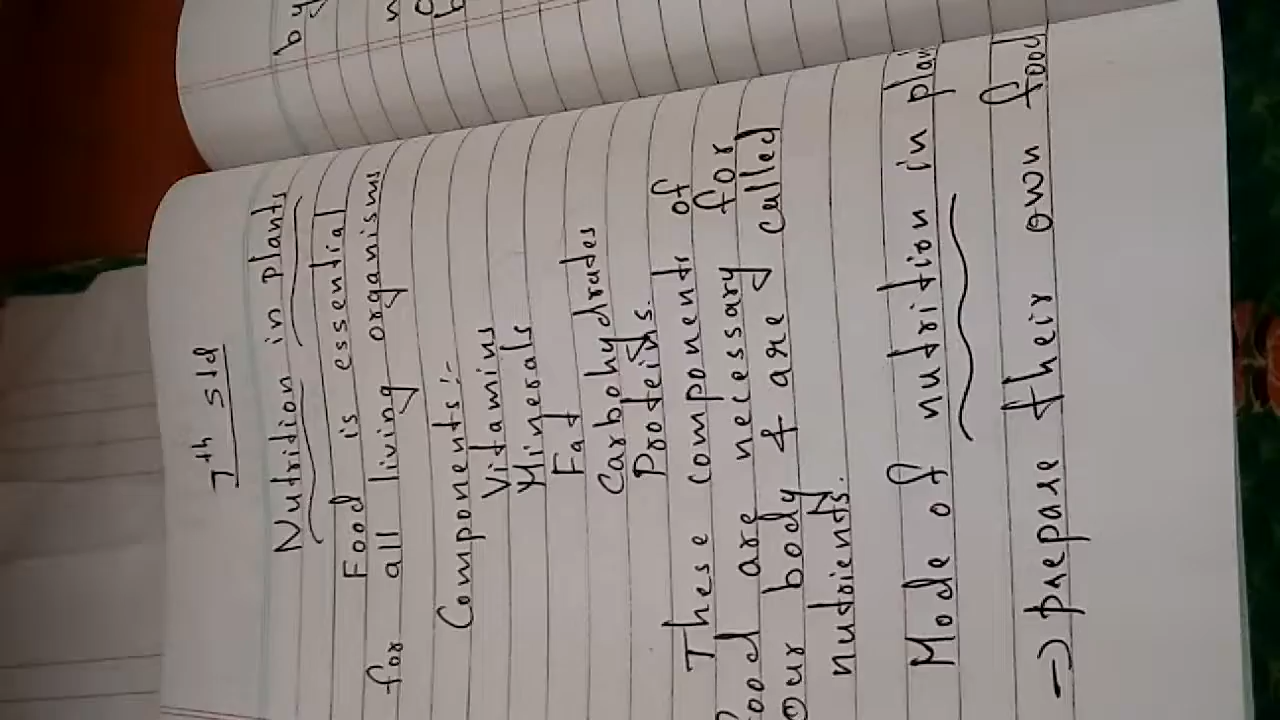 7th Std
Nutrition in plants
Food is essential
for all living organisms
Components:-
Vitamins
Minerals
Fat
Carbohydrates
Proteins.
These components of
food are necessary for
our body & are called
nutrients.
Mode of nutrition in plan
→ prepare their own food
by